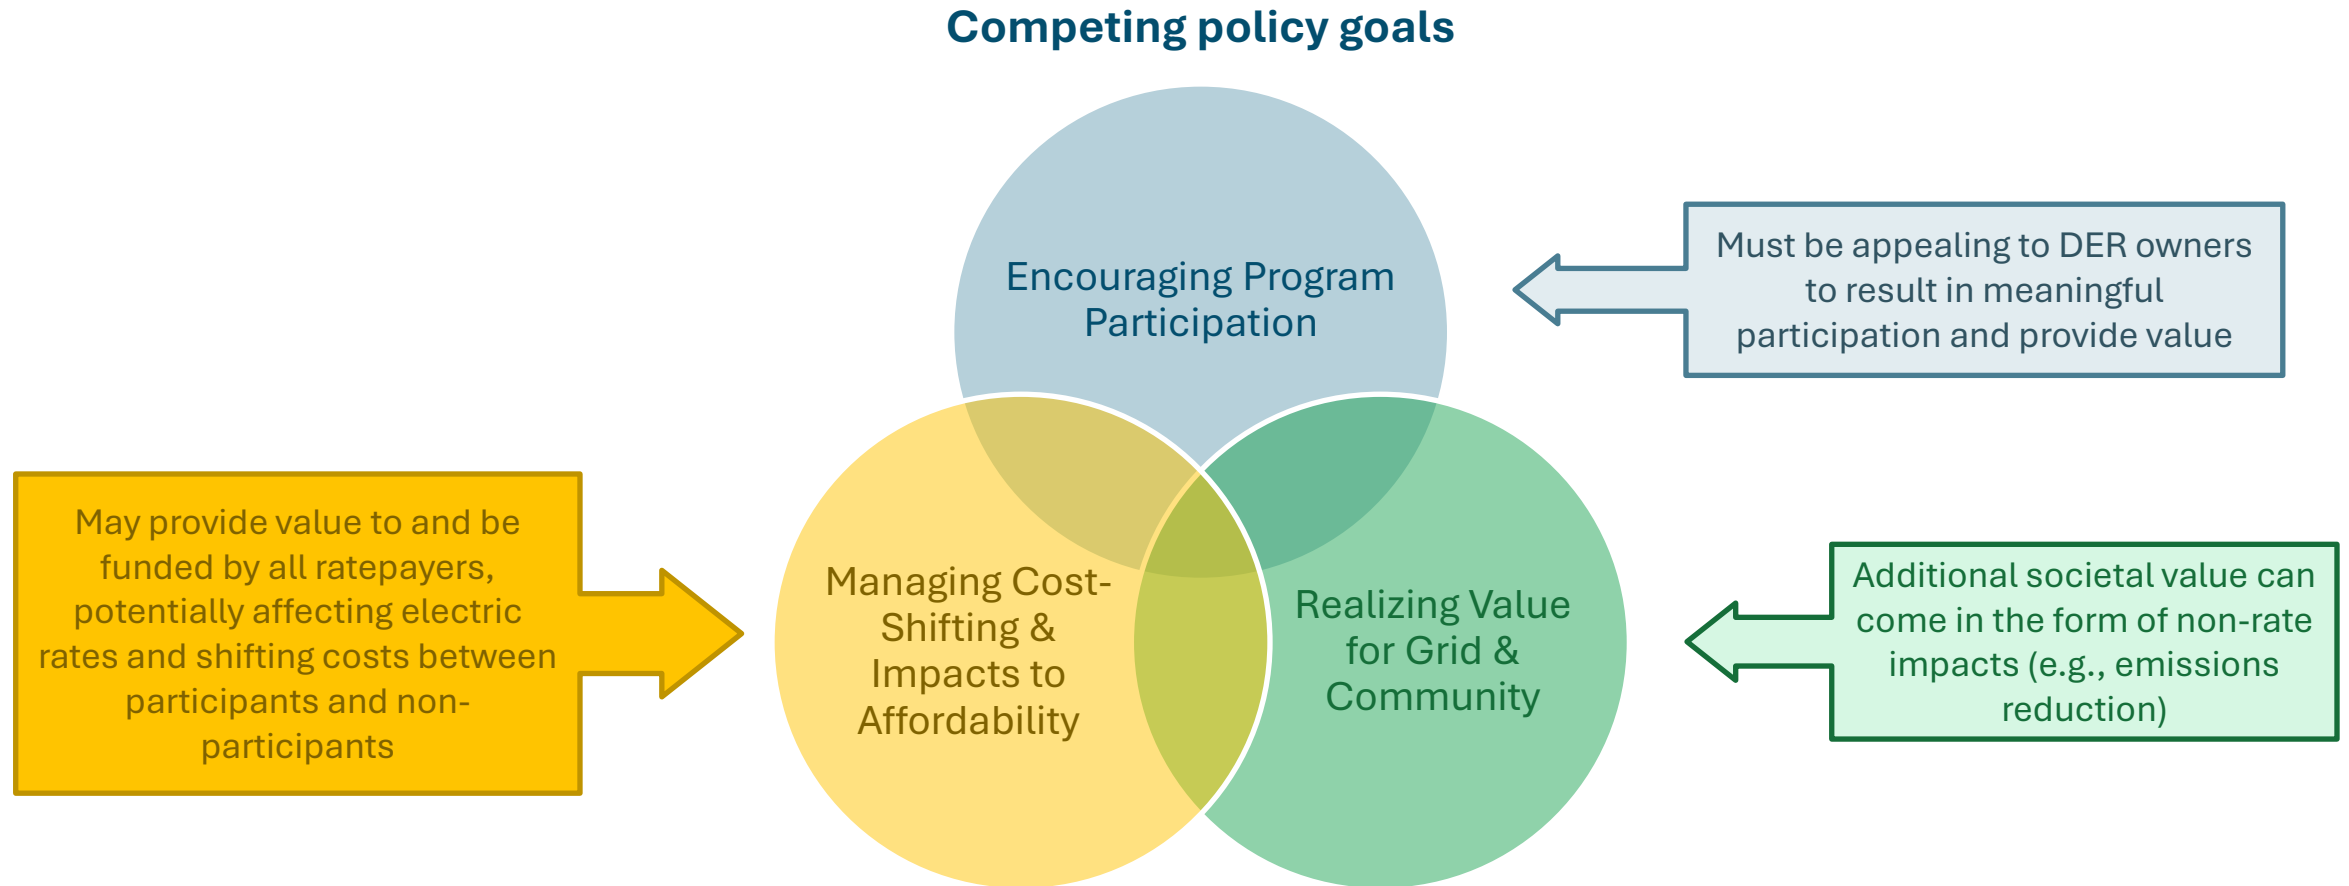 Competing policy goals
Encouraging Program
Participation
Must be appealing to DER owners
to result in meaningful
participation and provide value
May provide value to and be
funded by all ratepayers,
potentially affecting electric
rates and shifting costs between
participants and non-
participants
Managing Cost-
Shifting &
Impacts to
Affordability
Realizing Value
for Grid &
Community
Additional societal value can
come in the form of non-rate
impacts (e.g., emissions
reduction)